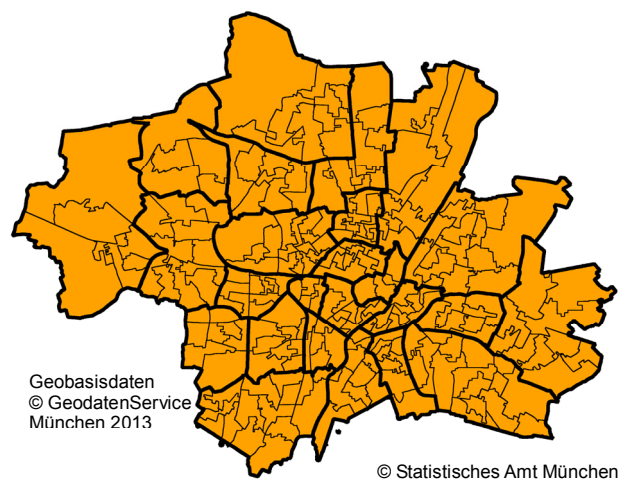 Geobasisdaten
© GeodatenService
München 2013
© Statistisches Amt München